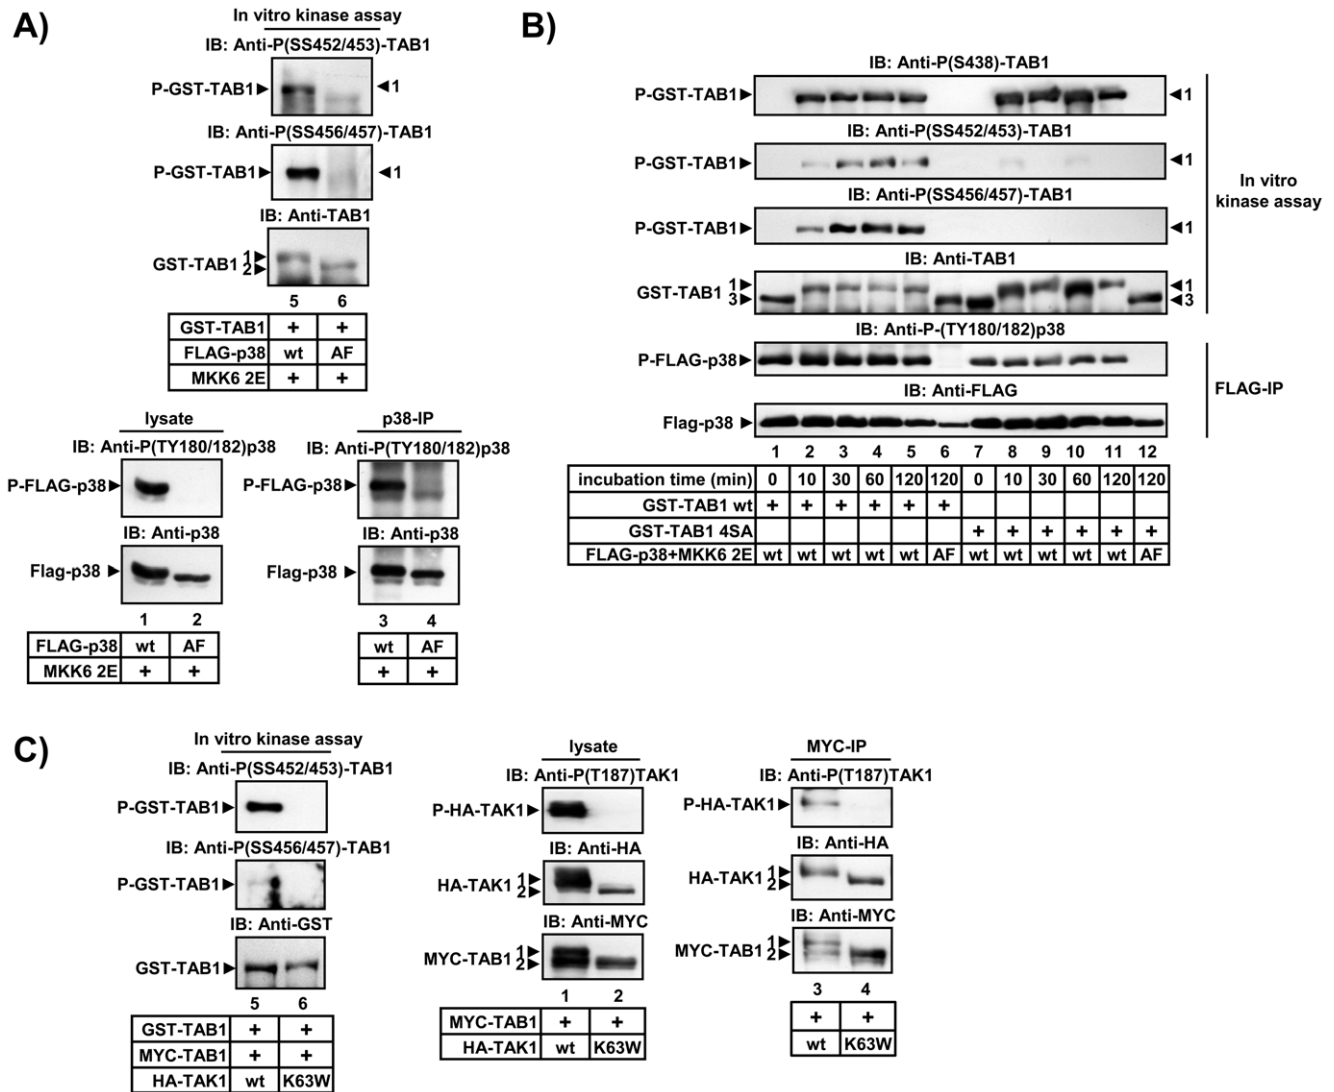 A)
In vitro kinase assay
IB: Anti-P(SS452/453)-TAB1
P-GST-TAB1 1
IB: Anti-P(SS456/457)-TAB1
P-GST-TAB1 1
IB: Anti-TAB1
GST-TAB1 1
2
5 6
GST-TAB1 + +
FLAG-p38 wt AF
MKK6 2E + +
lysate
IB: Anti-P(TY180/182)p38
P-FLAG-p38
IB: Anti-p38
Flag-p38
1 2
FLAG-p38 wt AF
MKK6 2E + +
p38-IP
IB: Anti-P(TY180/182)p38
P-FLAG-p38
IB: Anti-p38
Flag-p38
3 4
wt AF
+ +
B)
IB: Anti-P(S438)-TAB1
P-GST-TAB1 1
IB: Anti-P(SS452/453)-TAB1
P-GST-TAB1 1
IB: Anti-P(SS456/457)-TAB1
P-GST-TAB1 1
IB: Anti-TAB1
GST-TAB1 1 1
3 3
In vitro
kinase assay
IB: Anti-P-(TY180/182)p38
P-FLAG-p38
IB: Anti-FLAG
Flag-p38
FLAG-IP
1 2 3 4 5 6 7 8 9 10 11 12
incubation time (min) 0 10 30 60 120 120 0 10 30 60 120 120
GST-TAB1 wt + + + + + +
GST-TAB1 4SA + + + + + +
FLAG-p38+MKK6 2E wt wt wt wt wt AF wt wt wt wt wt AF
C)
In vitro kinase assay
IB: Anti-P(SS452/453)-TAB1
P-GST-TAB1
IB: Anti-P(SS456/457)-TAB1
P-GST-TAB1
IB: Anti-GST
GST-TAB1
5 6
GST-TAB1 + +
MYC-TAB1 + +
HA-TAK1 wt K63W
lysate
IB: Anti-P(T187)TAK1
P-HA-TAK1
IB: Anti-HA
HA-TAK1 1
2
IB: Anti-MYC
MYC-TAB1 1
2
1 2
MYC-TAB1 + +
HA-TAK1 wt K63W
MYC-IP
IB: Anti-P(T187)TAK1
P-HA-TAK1
IB: Anti-HA
HA-TAK1 1
2
IB: Anti-MYC
MYC-TAB1 1
2
3 4
+ +
wt K63W